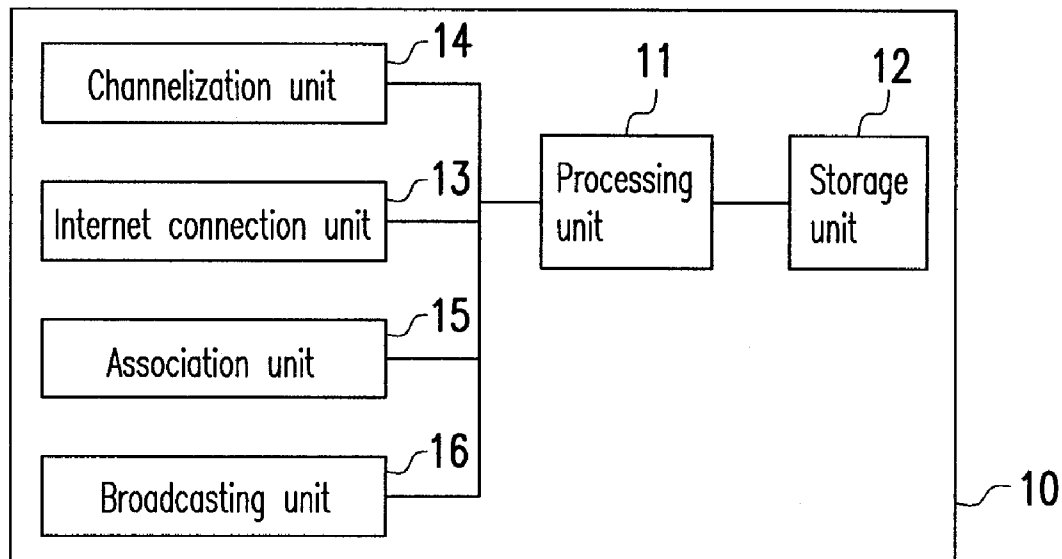 14
Channelization unit
11
12
13
Internet connection unit
Processing
unit
Storage
unit
15
Association unit
16
Broadcasting unit
10